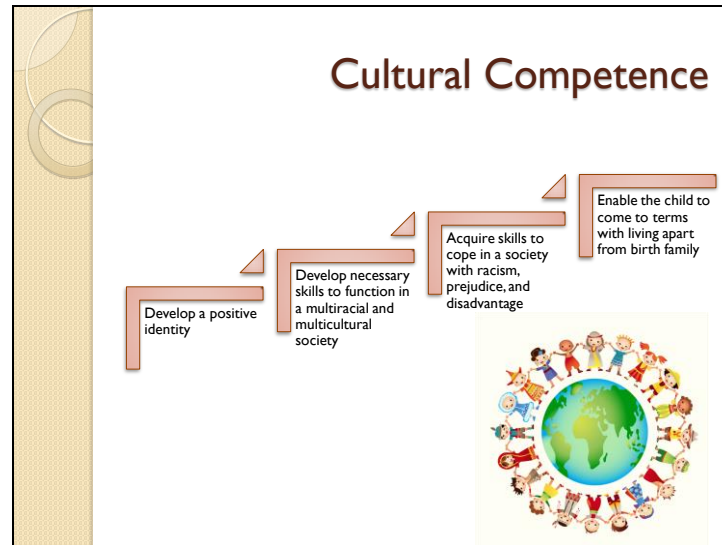 Cultural Competence
Develop a positive
identity
Develop necessary
skills to function in
a multiracial and
multicultural
society
Acquire skills to
cope in a society
with racism,
prejudice, and
disadvantage
Enable the child to
come to terms
with living apart
from birth family